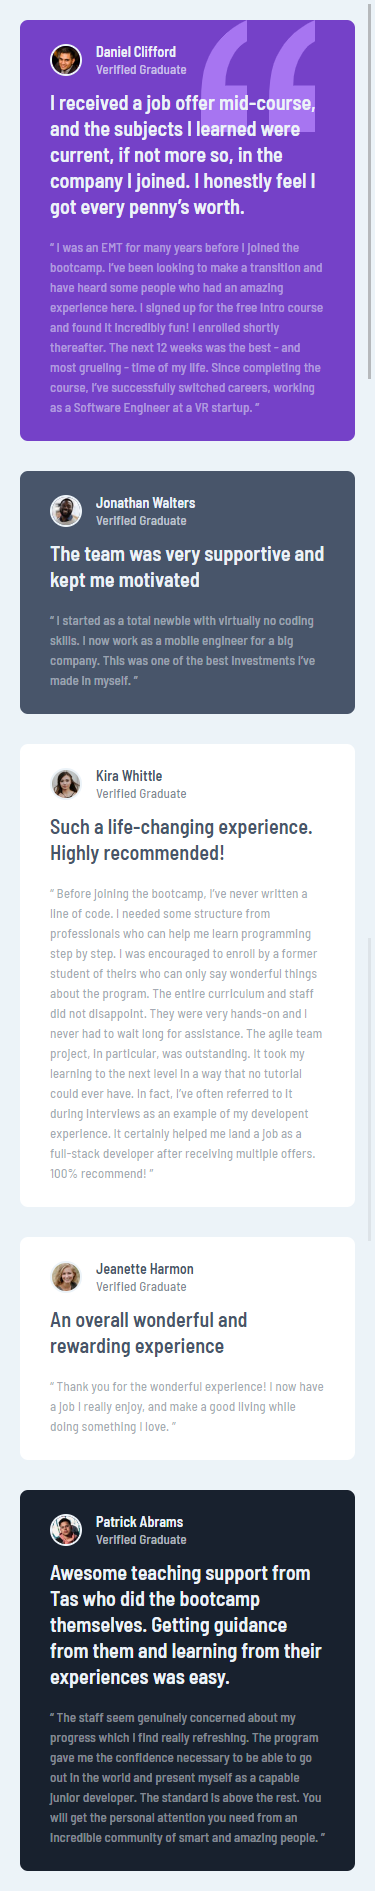 Daniel Clifford
Verified Graduate
I received a job offer mid-course,
and the subjects I learned were
current, if not more so, in the
company I joined. I honestly feel I
got every penny’s worth.
“ I was an EMT for many years before I joined the
bootcamp. I’ve been looking to make a transition and
have heard some people who had an amazing
experience here. I signed up for the free intro course
and found it incredibly fun! I enrolled shortly
thereafter. The next 12 weeks was the best - and
most grueling - time of my life. Since completing the
course, I’ve successfully switched careers, working
as a Software Engineer at a VR startup. ”
Jonathan Walters
Verified Graduate
The team was very supportive and
kept me motivated
“ I started as a total newbie with virtually no coding
skills. I now work as a mobile engineer for a big
company. This was one of the best investments I’ve
made in myself. ”
Kira Whittle
Verified Graduate
Such a life-changing experience.
Highly recommended!
“ Before joining the bootcamp, I’ve never written a
line of code. I needed some structure from
professionals who can help me learn programming
step by step. I was encouraged to enroll by a former
student of theirs who can only say wonderful things
about the program. The entire curriculum and staff
did not disappoint. They were very hands-on and I
never had to wait long for assistance. The agile team
project, in particular, was outstanding. It took my
learning to the next level in a way that no tutorial
could ever have. In fact, I’ve often referred to it
during interviews as an example of my developent
experience. It certainly helped me land a job as a
full-stack developer after receiving multiple offers.
100% recommend! ”
Jeanette Harmon
Verified Graduate
An overall wonderful and
rewarding experience
“ Thank you for the wonderful experience! I now have
a job I really enjoy, and make a good living while
doing something I love. ”
Patrick Abrams
Verified Graduate
Awesome teaching support from
Tas who did the bootcamp
themselves. Getting guidance
from them and learning from their
experiences was easy.
“ The staff seem genuinely concerned about my
progress which I find really refreshing. The program
gave me the confidence necessary to be able to go
out in the world and present myself as a capable
junior developer. The standard is above the rest. You
will get the personal attention you need from an
incredible community of smart and amazing people. ”